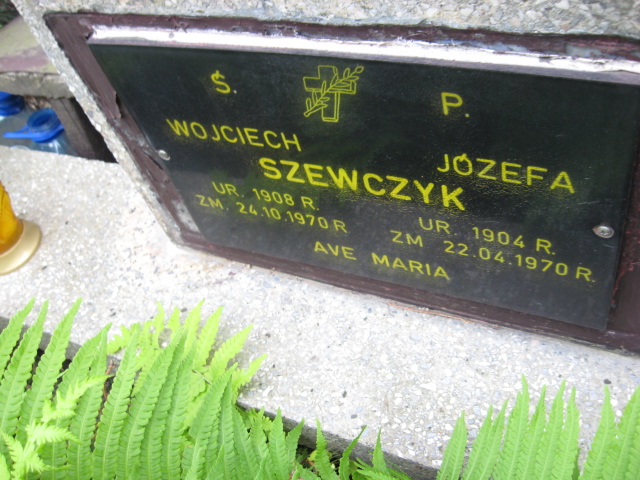 Ś. P.
WOJCIECH JÓZEFA
SZEWCZYK
UR. 1908 R. UR. 1904 R.
ZM 24.10.1970 R ZM 22.04.1970 R.
AVE MARIA